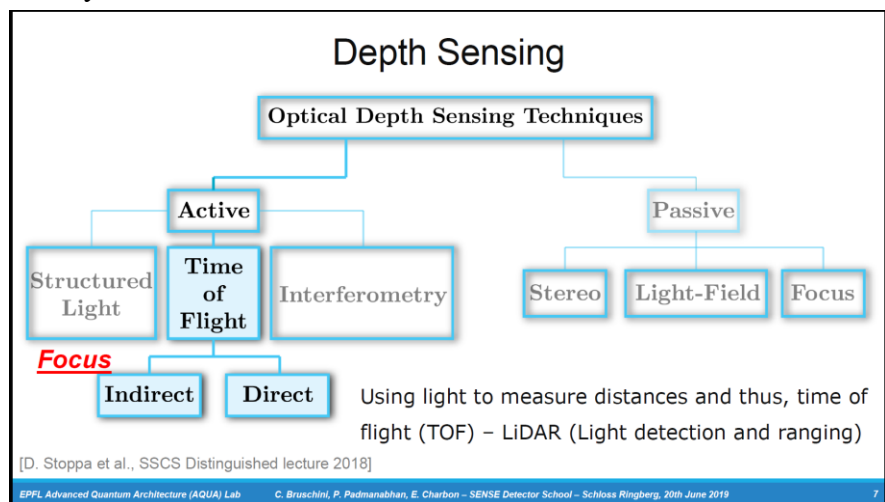 Depth Sensing
Optical Depth Sensing Techniques
Active
Passive
Structured
Light
Time
of
Flight
Interferometry
Stereo
Light-Field
Focus
Focus
Indirect
Direct
Using light to measure distances and thus, time of
flight (TOF) – LiDAR (Light detection and ranging)
[D. Stoppa et al., SSCS Distinguished lecture 2018]
EPFL Advanced Quantum Architecture (AQUA) Lab
C. Bruschini, P. Padmanabhan, E. Charbon – SENSE Detector School – Schloss Ringberg, 20th June 2019
7